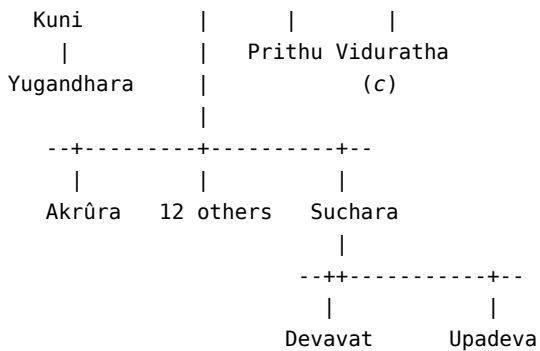 Kuni | | |
| | Prithu Viduratha
Yugandhara | (c)
|
--+---------+----------+--
| | |
Akrûra 12 others Suchara
|
--++-----------+--
| |
Devavat Upadeva